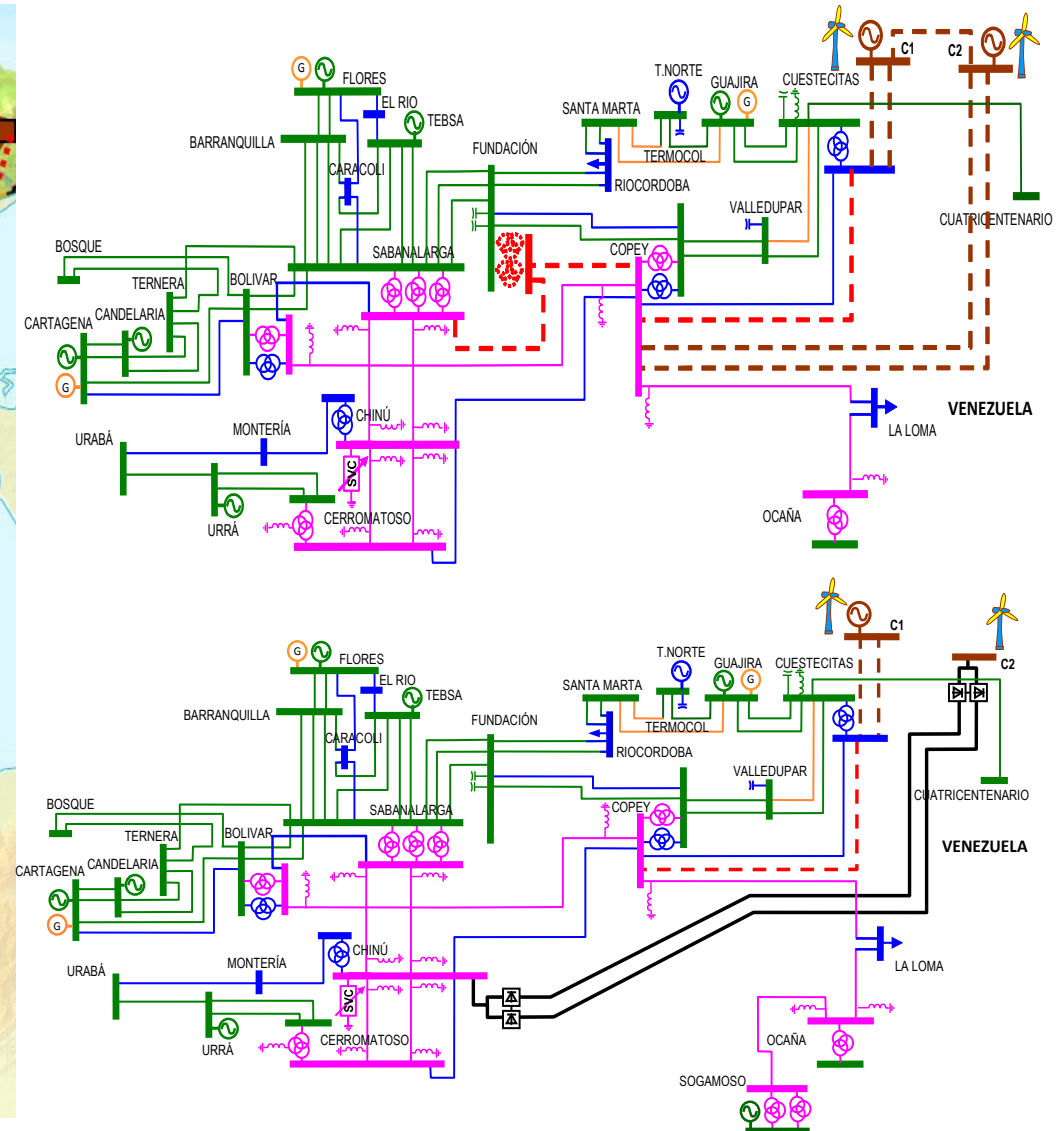 C1
C2
G
FLORES
EL RIO
TEBSA
BARRANQUILLA
CARACOLI
T.NORTE
GUAJIRA
G
CUESTECITAS
SANTA MARTA
TERMOCOL
FUNDACIÓN
RIOCORDOBA
VALLEDUPAR
CUATRICENTENARIO
BOSQUE
SABANALARGA
COPEY
TERNERA
BOLIVAR
CANDELARIA
CARTAGENA
G
CHINÚ
MONTERÍA
URABÁ
SVC
URRÁ
CERROMATOSO
VENEZUELA
LA LOMA
OCAÑA
C1
C2
G
FLORES
EL RIO
TEBSA
BARRANQUILLA
CARACOLI
T.NORTE
GUAJIRA
G
CUESTECITAS
SANTA MARTA
TERMOCOL
FUNDACIÓN
RIOCORDOBA
VALLEDUPAR
CUATRICENTENARIO
BOSQUE
SABANALARGA
COPEY
TERNERA
BOLIVAR
CANDELARIA
CARTAGENA
G
VENEZUELA
CHINÚ
MONTERÍA
URABÁ
SVC
URRÁ
CERROMATOSO
LA LOMA
OCAÑA
SOGAMOSO